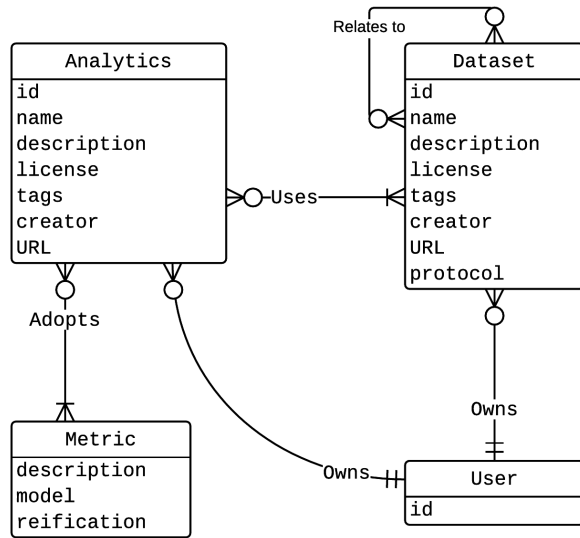 Relates to
Analytics
id
name
description
license
tags
creator
URL
Dataset
id
name
description
license
tags
creator
URL
protocol
Uses
Adopts
Owns
Metric
description
model
reification
Owns
User
id